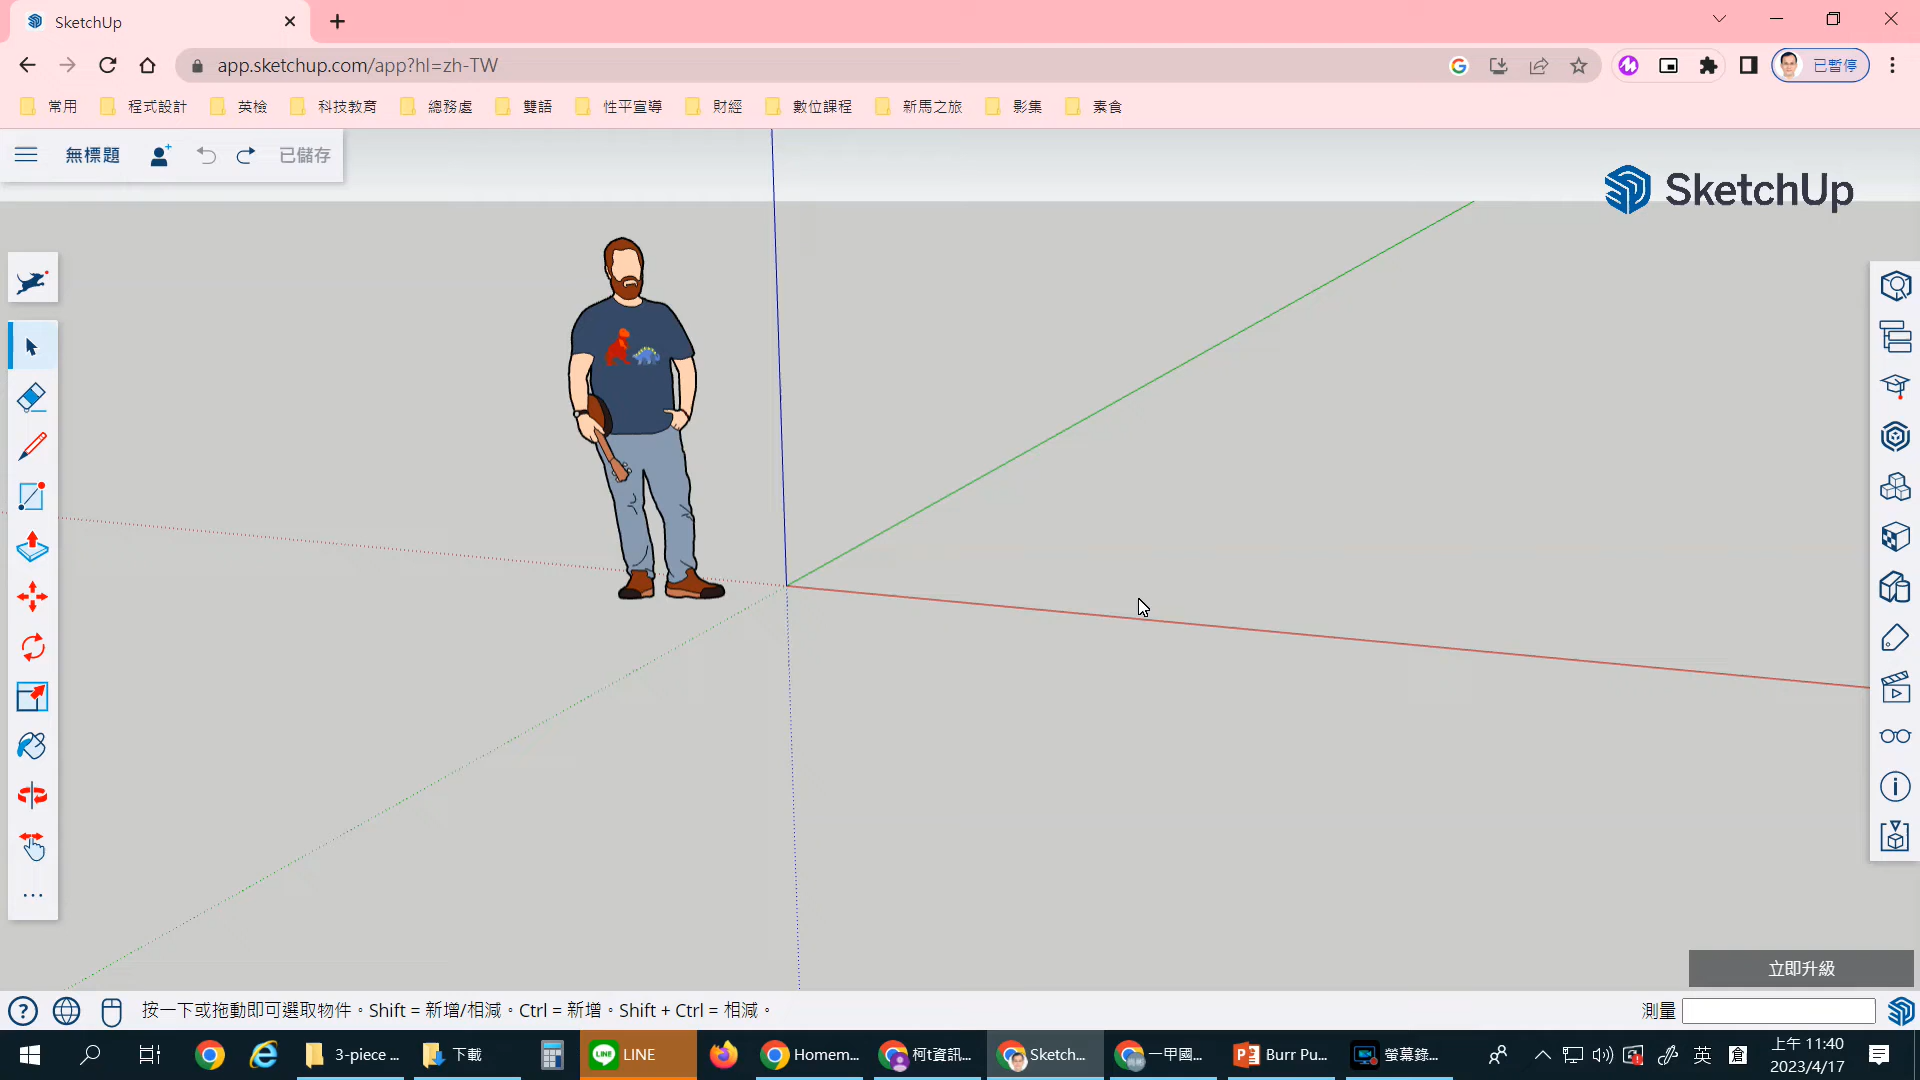 SketchUp
app.sketchup.com/app?hl=zh-TW
已暫停
常用 程式設計 英檢 科技教育 總務處 雙語 性平宣導 財經 數位課程 新馬之旅 影集 素食
無標題 已儲存
SketchUp
立即升級
按一下或拖動即可選取物件。Shift = 新增/相減。Ctrl = 新增。Shift + Ctrl = 相減。
測量
3-piece ... 下載 LINE Homem... 柯t資訊... Sketch... 一甲國... Burr Pu... 螢幕錄...
英 倉 上午 11:40
2023/4/17